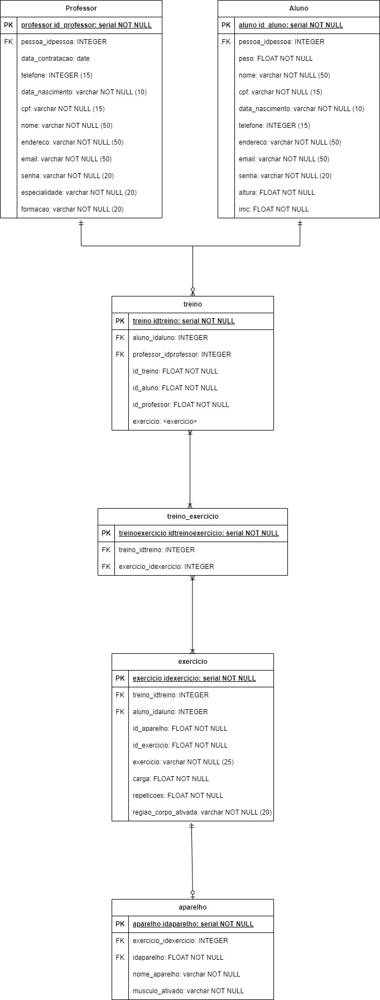 Professor
PK professor id_professor: serial NOT NULL
FK pessoa_idpessoa: INTEGER
data_contratacao: date
telefone: INTEGER (15)
data_nascimento: varchar NOT NULL (10)
cpf: varchar NOT NULL (15)
nome: varchar NOT NULL (50)
endereco: varchar NOT NULL (50)
email: varchar NOT NULL (50)
senha: varchar NOT NULL (20)
especialidade: varchar NOT NULL (20)
formacao: varchar NOT NULL (20)
Aluno
PK aluno id_aluno: serial NOT NULL
FK pessoa_idpessoa: INTEGER
peso: FLOAT NOT NULL
nome: varchar NOT NULL (50)
cpf: varchar NOT NULL (15)
data_nascimento: varchar NOT NULL (10)
telefone: INTEGER (15)
endereco: varchar NOT NULL (50)
email: varchar NOT NULL (50)
senha: varchar NOT NULL (20)
altura: FLOAT NOT NULL
imc: FLOAT NOT NULL
treino
PK treino idtreino: serial NOT NULL
FK aluno_idaluno: INTEGER
FK professor_idprofessor: INTEGER
id_treino: FLOAT NOT NULL
id_aluno: FLOAT NOT NULL
id_professor: FLOAT NOT NULL
exercicio: <exercicio>
treino_exercicio
PK treinoexercicio idtreinoexercicio: serial NOT NULL
FK treino_idtreino: INTEGER
FK exercicio_idexercicio: INTEGER
exercicio
PK exercicio idexercicio: serial NOT NULL
FK treino_idtreino: INTEGER
FK aluno_idaluno: INTEGER
id_aparelho: FLOAT NOT NULL
id_exercicio: FLOAT NOT NULL
exercicio: varchar NOT NULL (25)
carga: FLOAT NOT NULL
repeticoes: FLOAT NOT NULL
regiao_corpo_ativada: varchar NOT NULL (20)
aparelho
PK aparelho idaparelho: serial NOT NULL
FK exercicio_idexercicio: INTEGER
FK idaparelho: FLOAT NOT NULL
nome_aparelho: varchar NOT NULL
musculo_ativado: varchar NOT NULL